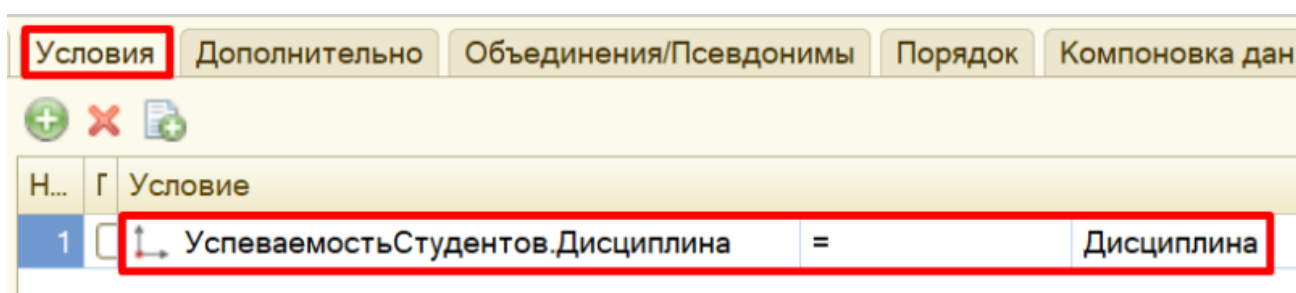 Условия Дополнительно Объединения/Псевдонимы Порядок Компоновка дан
Н... Г Условие
1 УспеваемостьСтудентов.Дисциплина = Дисциплина